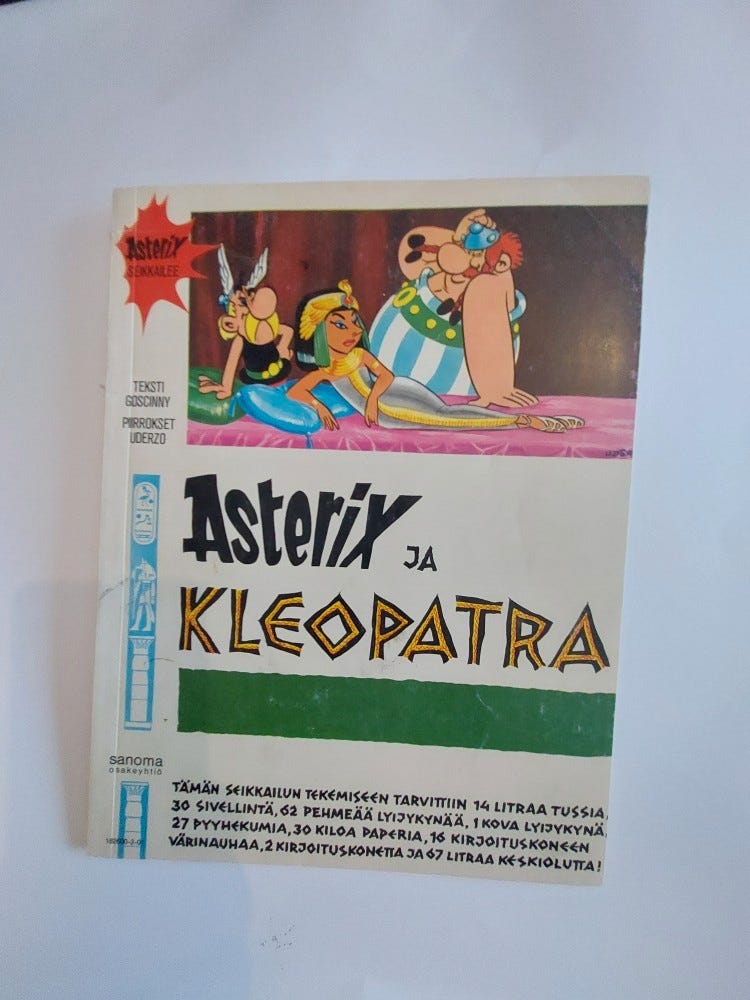 Asterix
SEIKKAILEE
TEKSTI
GOSCINNY
PIIRROKSET
UDERZO
Asterix JA
KLEOPATRA
sanoma
osakeyhtiö
TÄMÄN SEIKKAILUN TEKEMISEEN TARVITTIIN 14 LITRAA TUSSIA,
30 SIVELLINTÄ, 62 PEHMEÄÄ LYIJYKYNÄÄ, 1 KOVA LYIJYKYNÄ,
27 PYYHEKUMIA, 30 KILOA PAPERIA, 16 KIRJOITUSKONEEN
VÄRINAUHAA, 2 KIRJOITUSKONETTA JA 67 LITRAA KESKIOLUTTA!